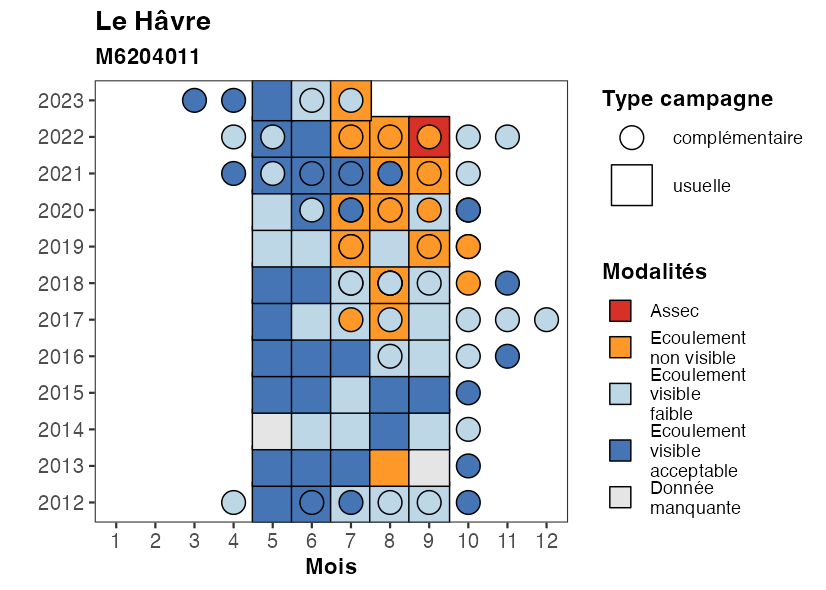 Le Hâvre
M6204011
2023
2022
2021
2020
2019
2018
2017
2016
2015
2014
2013
2012
1 2 3 4 5 6 7 8 9 10 11 12
Mois
Type campagne
complémentaire
usuelle
Modalités
Assec
Ecoulement
non visible
Ecoulement
visible
faible
Ecoulement
visible
acceptable
Donnée
manquante